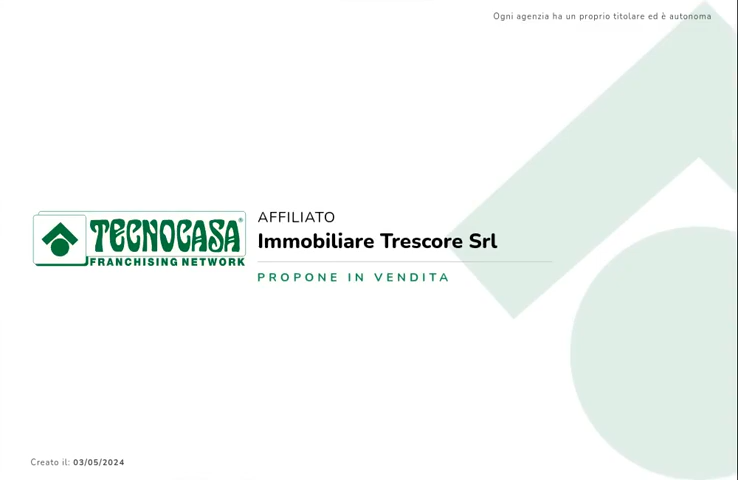 Ogni agenzia ha un proprio titolare ed è autonoma
TECNOCASA®
FRANCHISING NETWORK
AFFILIATO
Immobiliare Trescore Srl
PROPONE IN VENDITA
Creato il: 03/05/2024